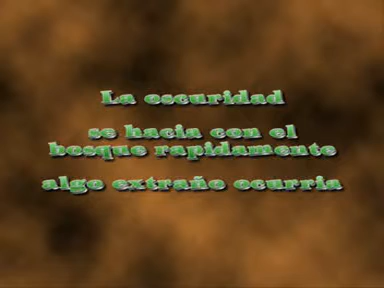 La oscuridad
se hacia con el
bosque rapidamente
algo extraño ocurria